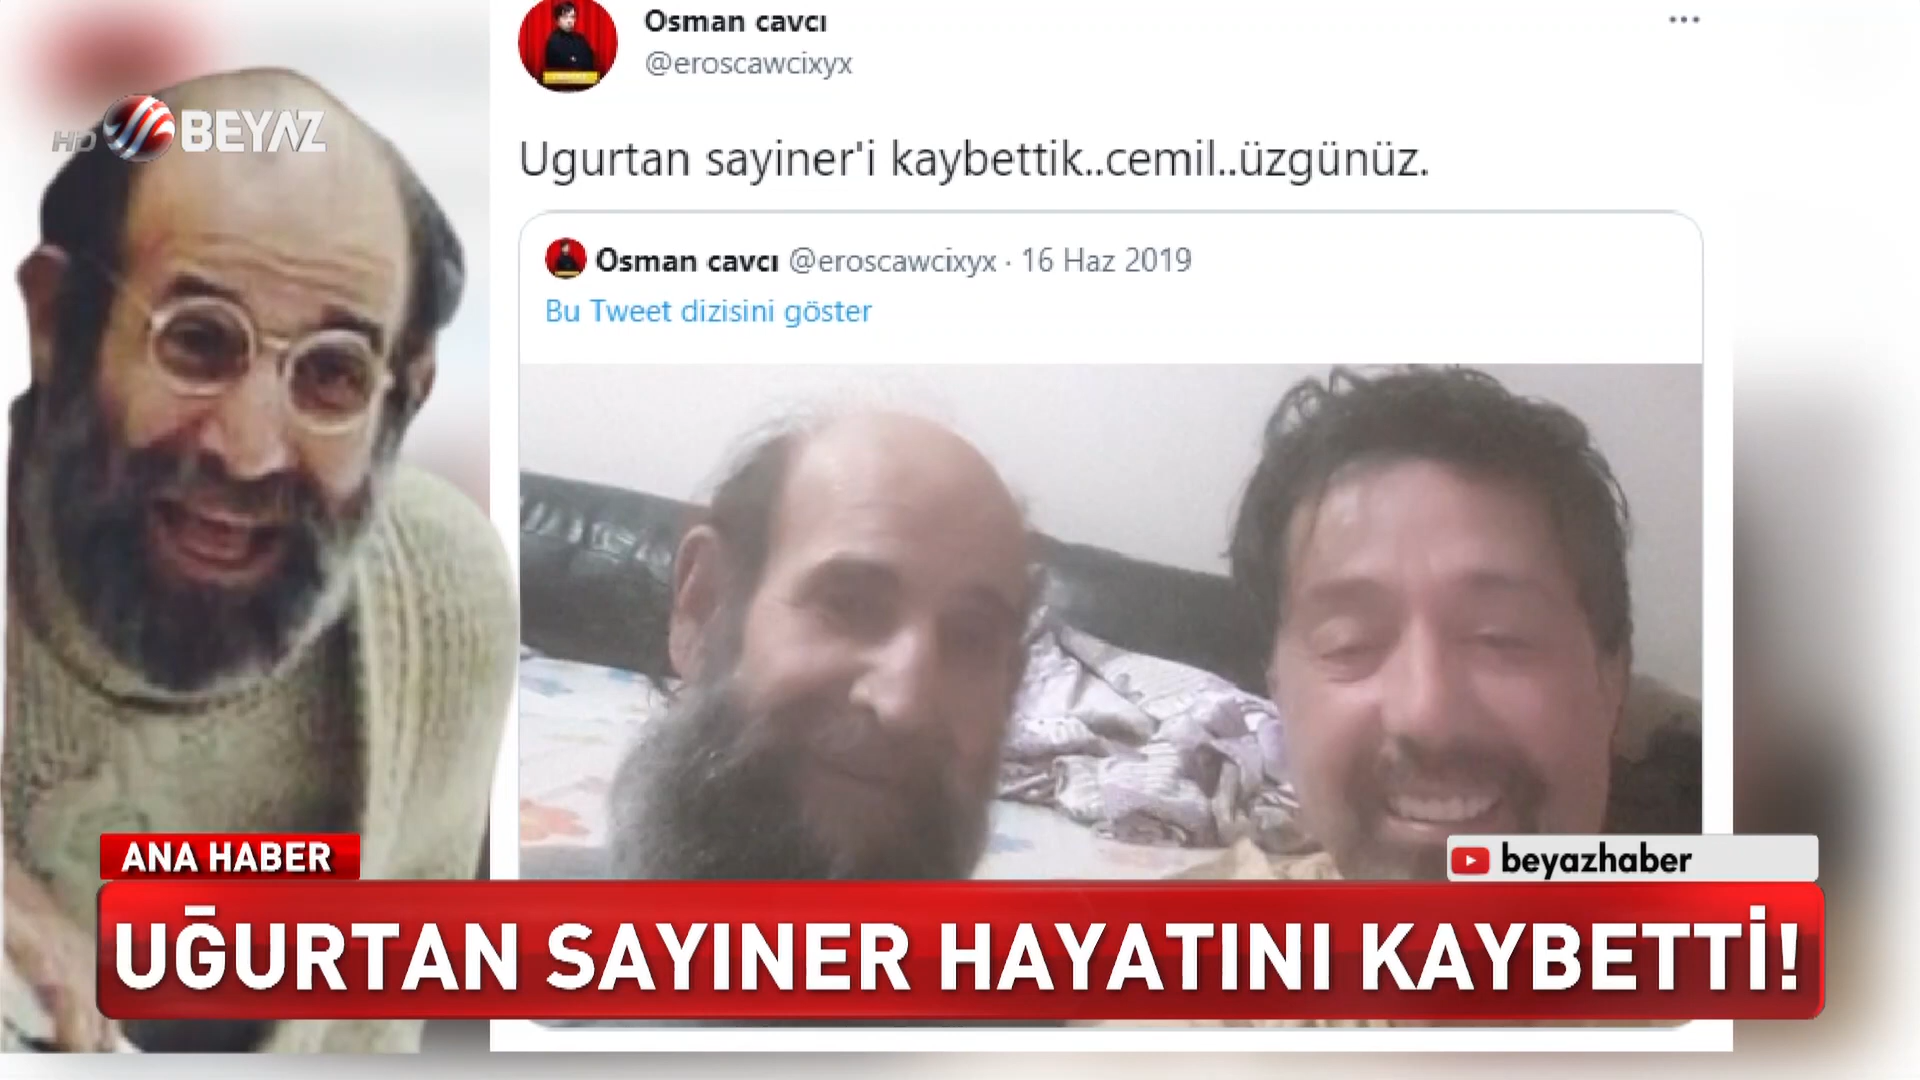 Osman cavcı
@eroscawcixyx
HD BEYAZ
Ugurtan sayiner'i kaybettik..cemil..üzgünüz.
Osman cavcı @eroscawcixyx · 16 Haz 2019
Bu Tweet dizisini göster
ANA HABER
beyazhaber
UĞURTAN SAYINER HAYATINI KAYBETTİ!